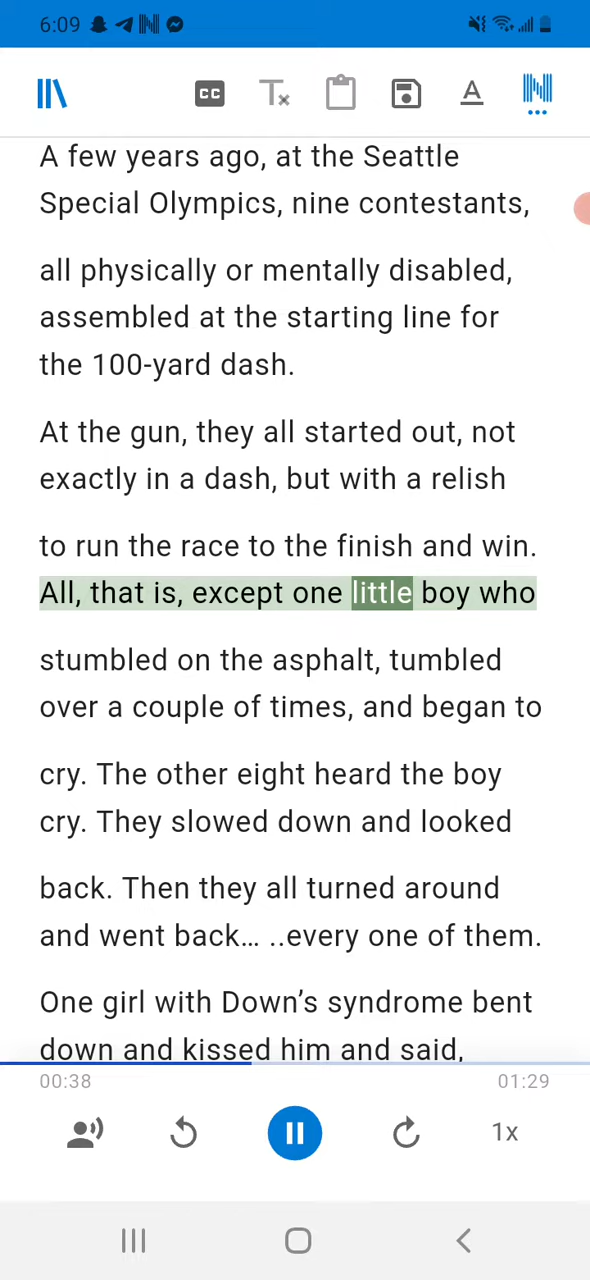 6:09
CC
A
A few years ago, at the Seattle
Special Olympics, nine contestants,
all physically or mentally disabled,
assembled at the starting line for
the 100-yard dash.
At the gun, they all started out, not
exactly in a dash, but with a relish
to run the race to the finish and win.
All, that is, except one little boy who
stumbled on the asphalt, tumbled
over a couple of times, and began to
cry. The other eight heard the boy
cry. They slowed down and looked
back. Then they all turned around
and went back… ..every one of them.
One girl with Down’s syndrome bent
down and kissed him and said,
00:38 01:29
1x